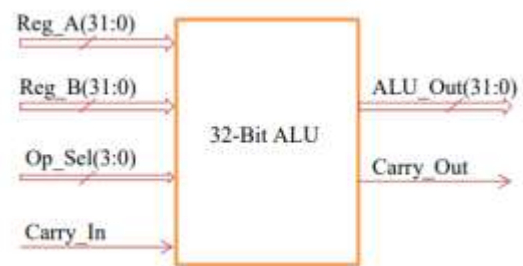 Reg_A(31:0)
Reg_B(31:0)
Op_Sel(3:0)
Carry_In
32-Bit ALU
ALU_Out(31:0)
Carry_Out